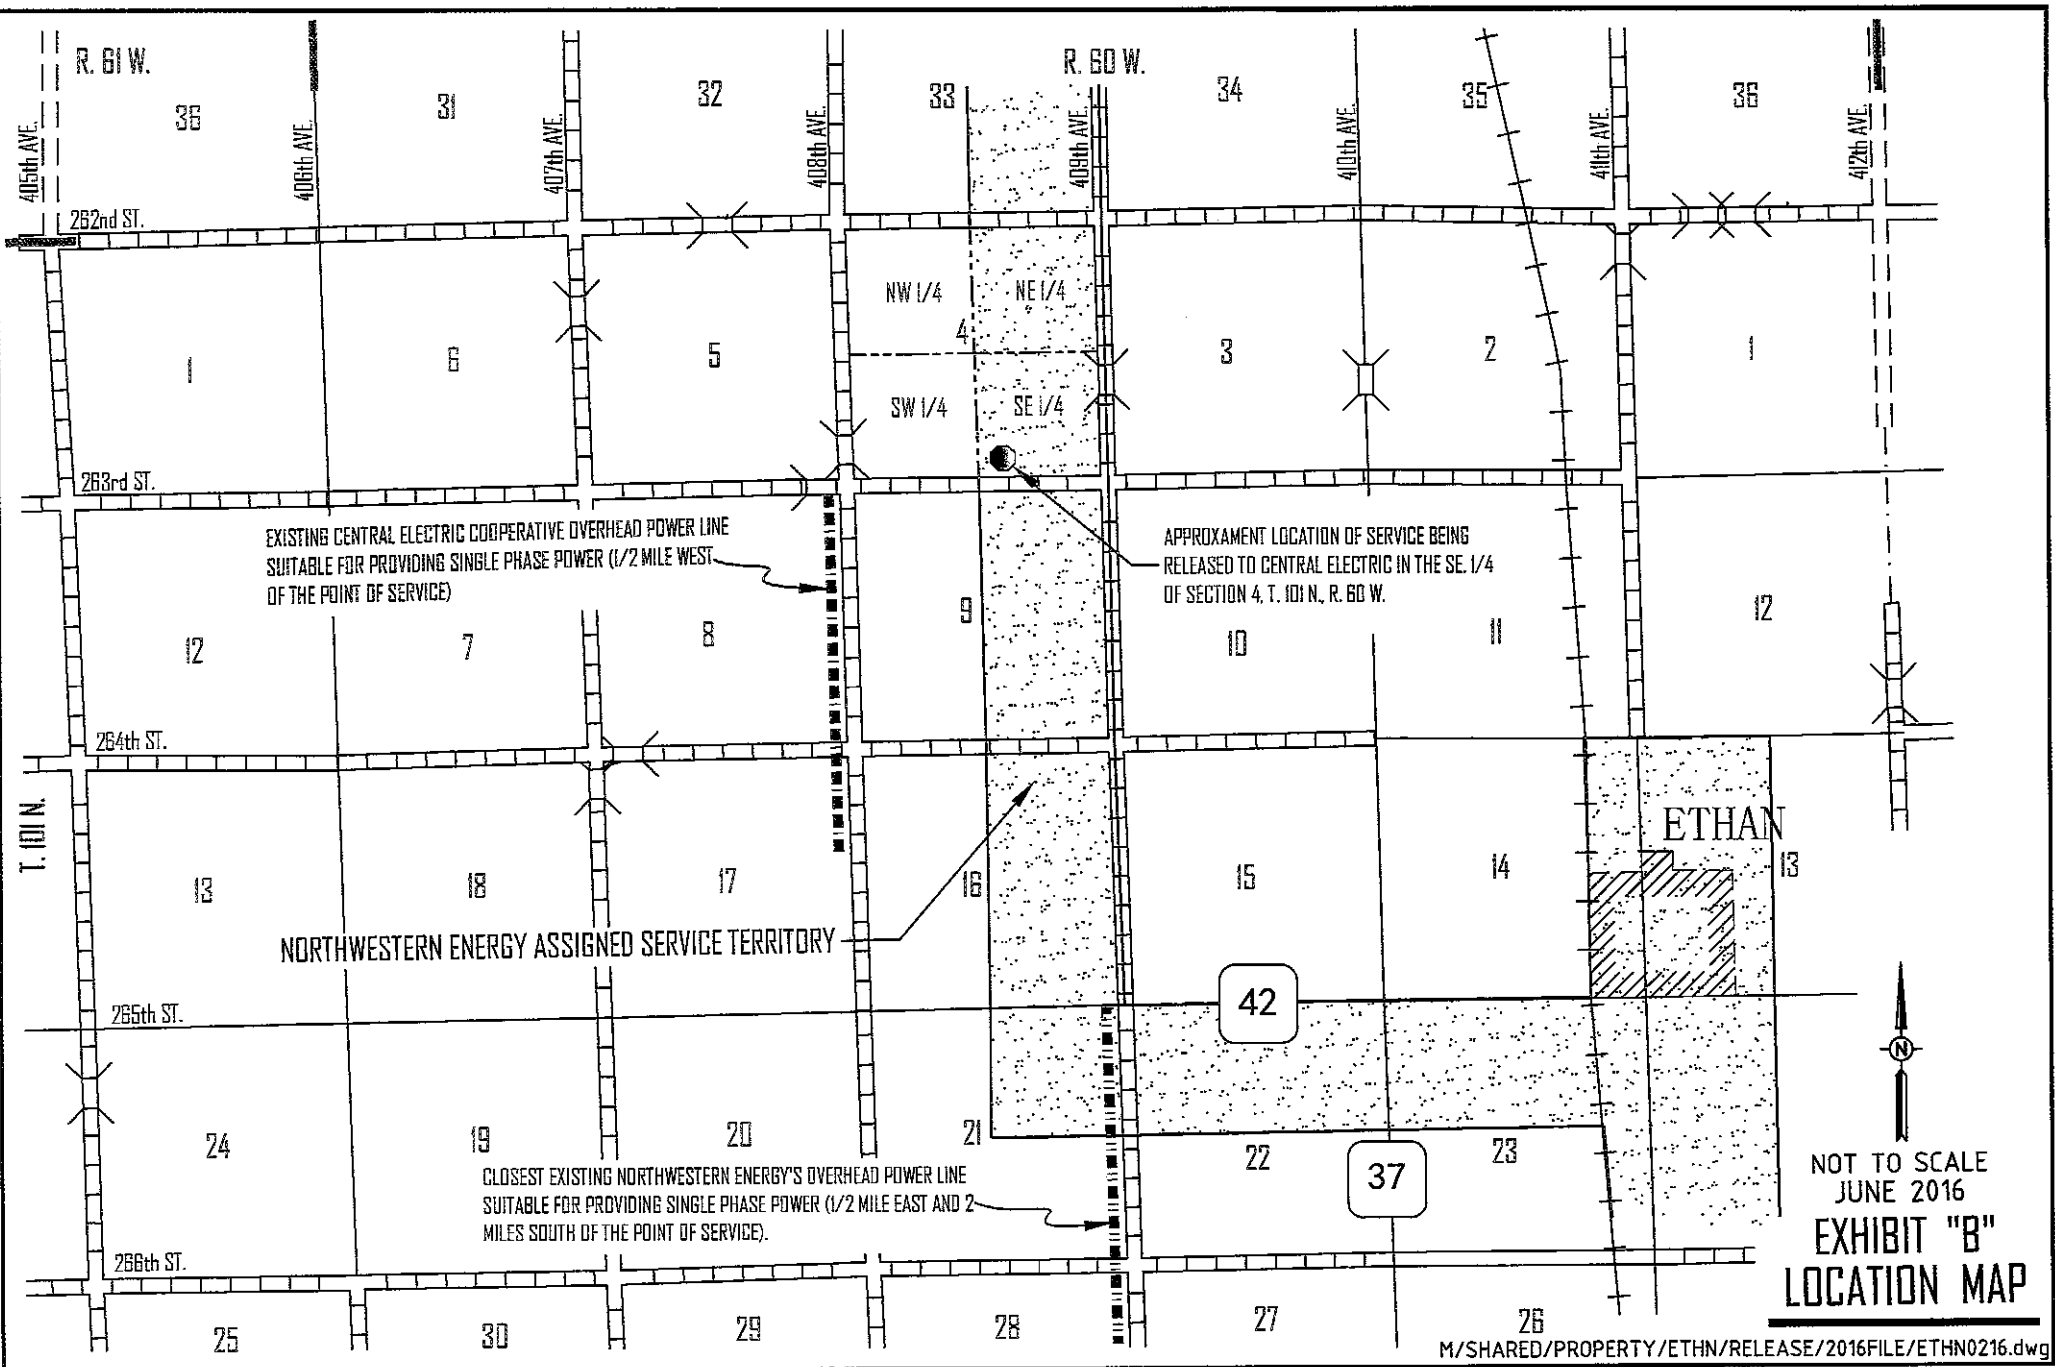 R. 61 W.
R. 60 W.
36
31
32
33
34
35
36
405th AVE.
406th AVE.
407th AVE.
408th AVE.
409th AVE.
410th AVE.
411th AVE.
412th AVE.
262nd ST.
NW 1/4
NE 1/4
1
6
5
4
3
2
1
SW 1/4
SE 1/4
263rd ST.
EXISTING CENTRAL ELECTRIC COOPERATIVE OVERHEAD POWER LINE
SUITABLE FOR PROVIDING SINGLE PHASE POWER (1/2 MILE WEST
OF THE POINT OF SERVICE)
APPROXAMENT LOCATION OF SERVICE BEING
RELEASED TO CENTRAL ELECTRIC IN THE SE. 1/4
OF SECTION 4, T. 101 N., R. 60 W.
12
7
8
9
10
11
12
264th ST.
T. 101 N.
ETHAN
13
18
17
16
15
14
13
NORTHWESTERN ENERGY ASSIGNED SERVICE TERRITORY
42
265th ST.
N
24
19
20
21
22
23
37
CLOSEST EXISTING NORTHWESTERN ENERGY'S OVERHEAD POWER LINE
SUITABLE FOR PROVIDING SINGLE PHASE POWER (1/2 MILE EAST AND 2
MILES SOUTH OF THE POINT OF SERVICE).
266th ST.
25
30
29
28
27
26
NOT TO SCALE
JUNE 2016
EXHIBIT "B"
LOCATION MAP
M/SHARED/PROPERTY/ETHN/RELEASE/2016FILE/ETHN0216.dwg